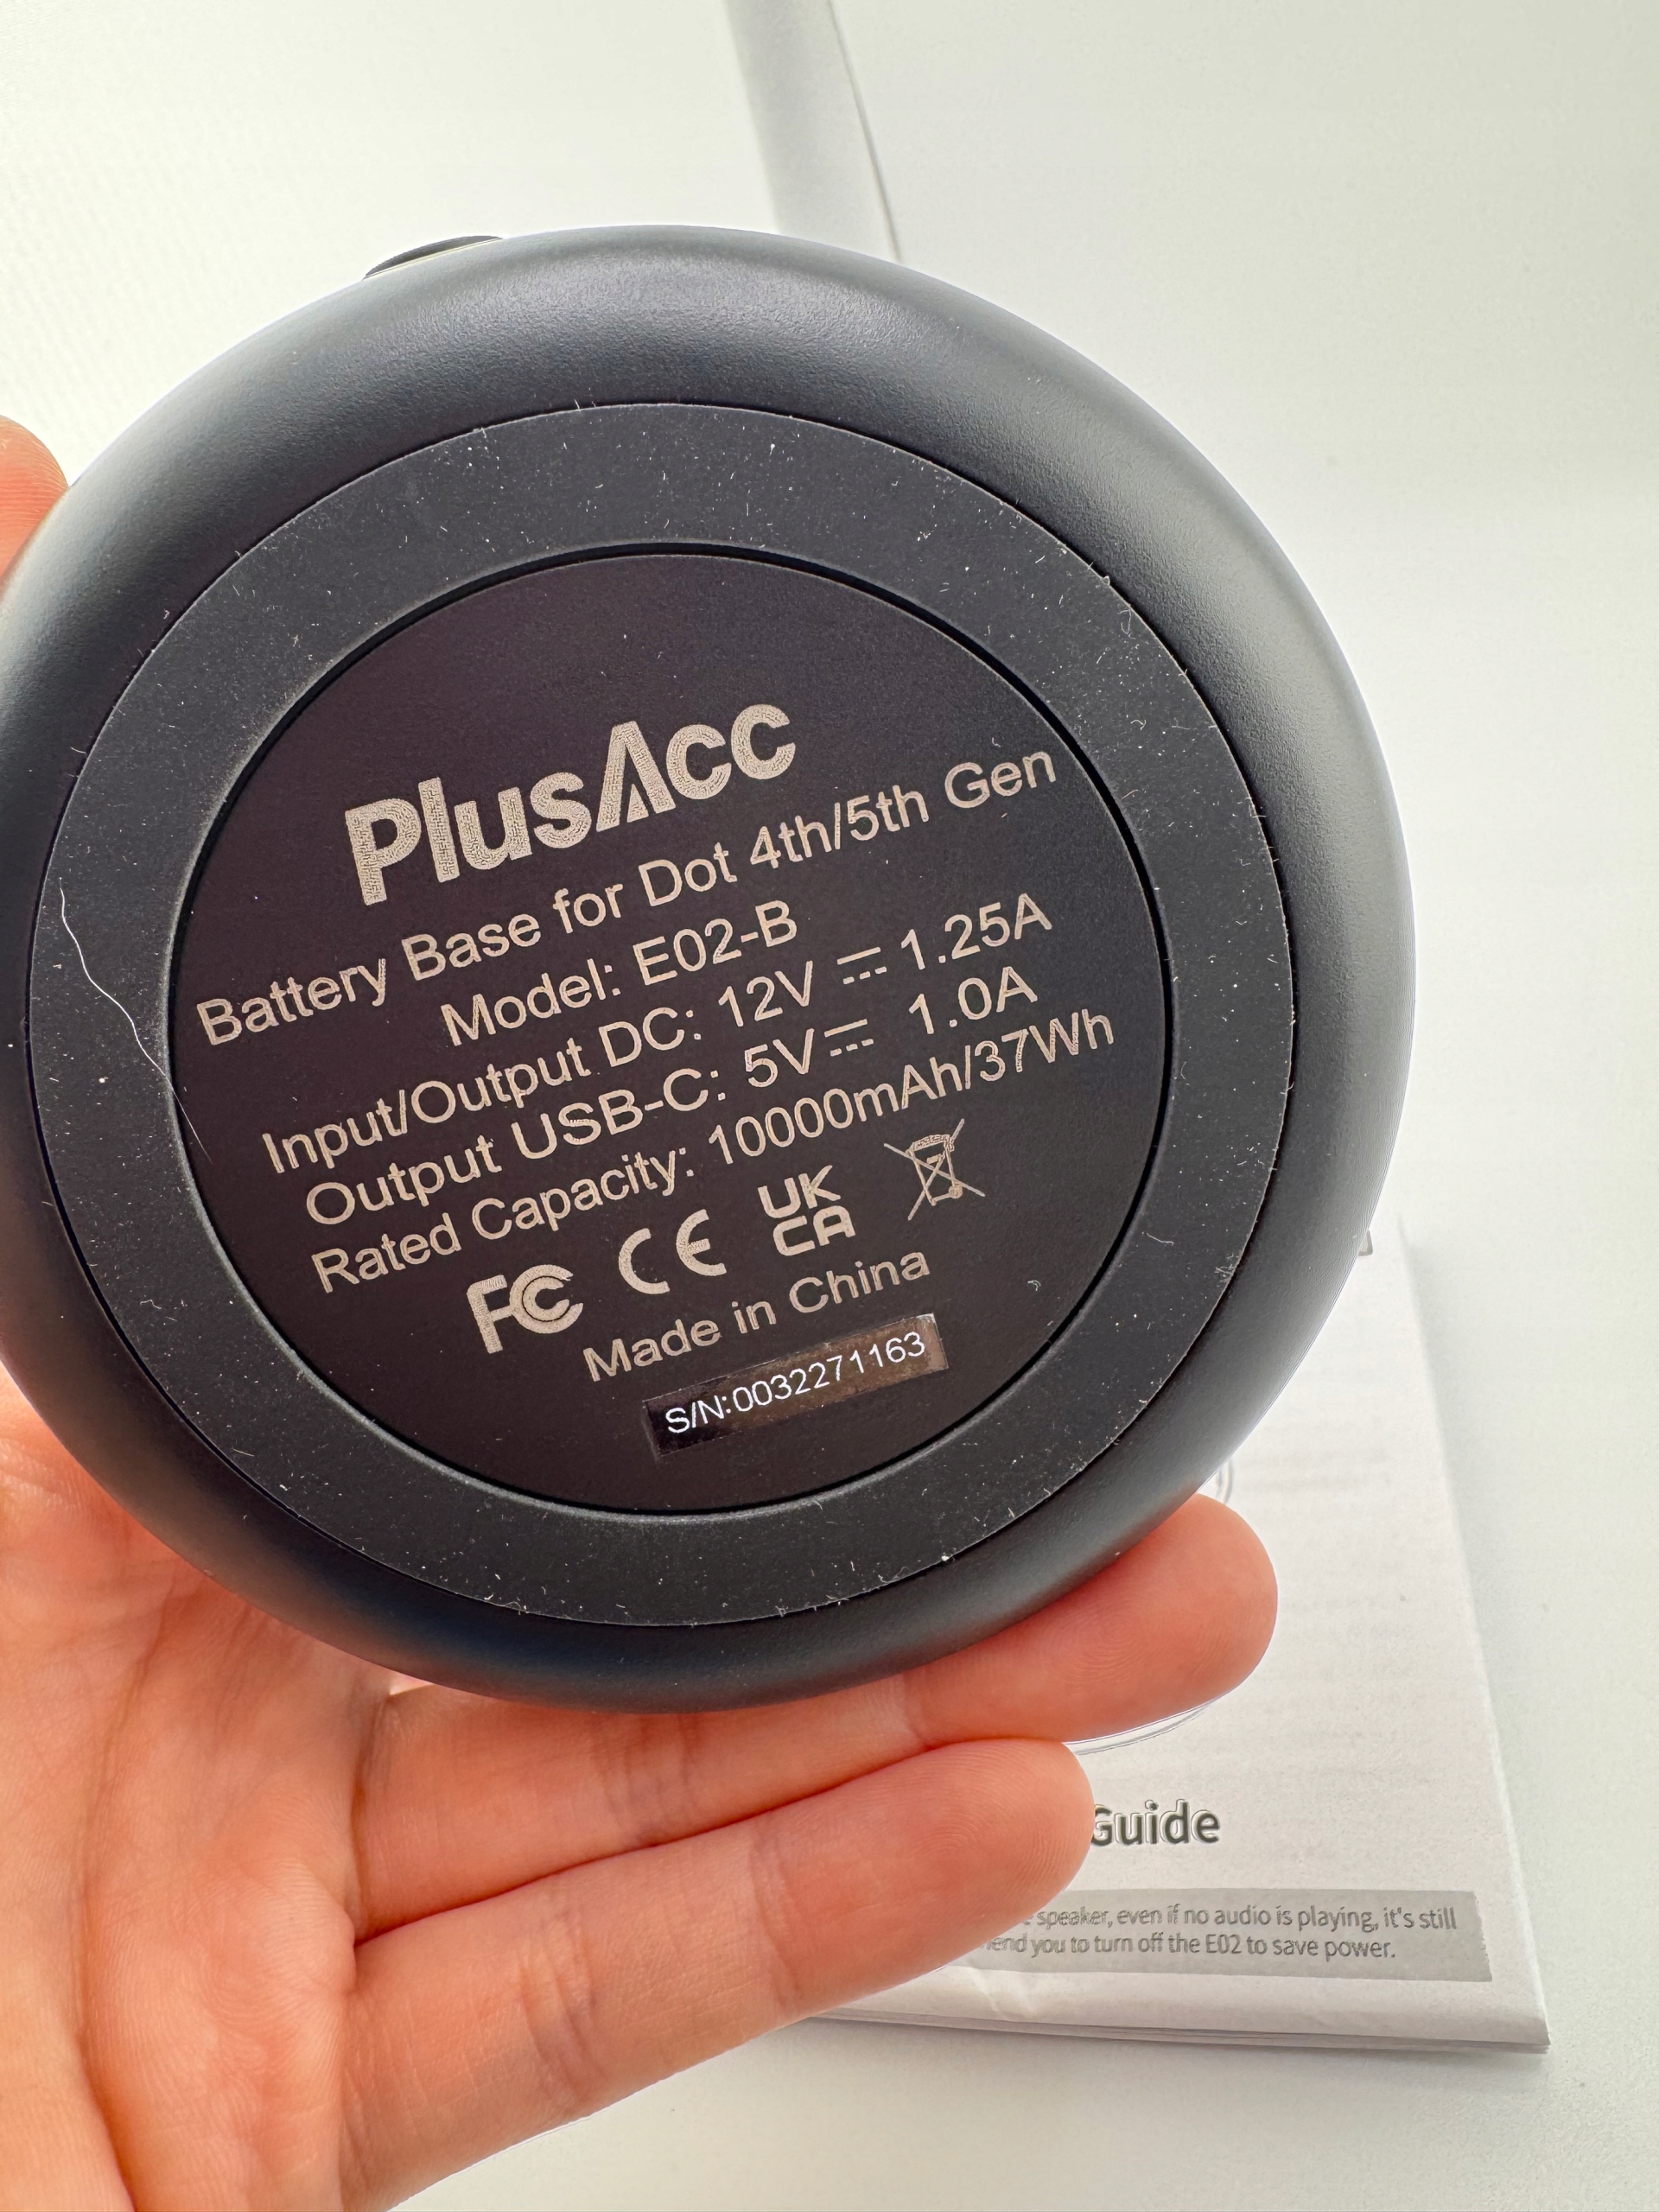 PlusAcc
Battery Base for Dot 4th/5th Gen
Model: E02-B
Input/Output DC: 12V ⎓ 1.25A
Output USB-C: 5V ⎓ 1.0A
Rated Capacity: 10000mAh/37Wh
FC CE UK CA
Made in China
S/N:0032271163
Guide
speaker, even if no audio is playing, it's still
you to turn off the E02 to save power.